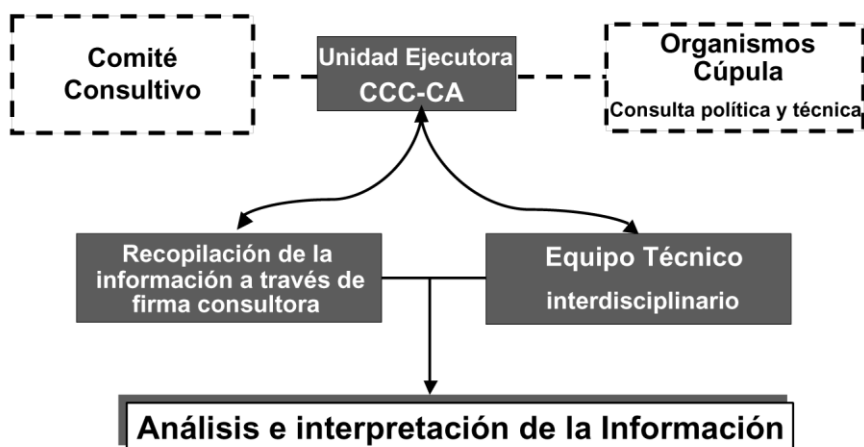 Comité
Consultivo
Unidad Ejecutora
CCC-CA
Organismos
Cúpula
Consulta política y técnica
Recopilación de la
información a través de
firma consultora
Equipo Técnico
interdisciplinario
Análisis e interpretación de la Información